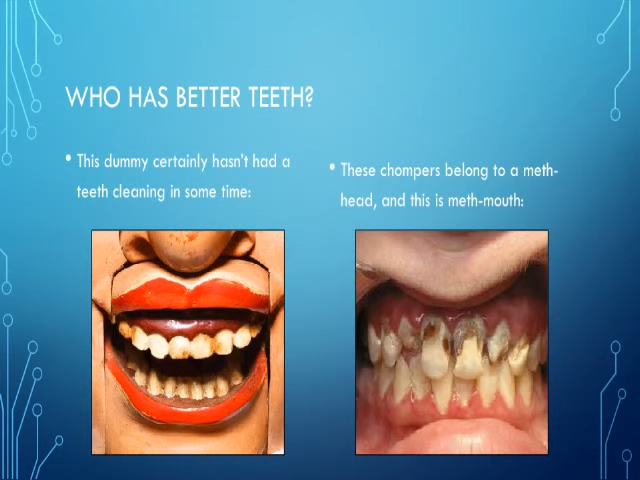 WHO HAS BETTER TEETH?
• This dummy certainly hasn't had a
teeth cleaning in some time:
• These chompers belong to a meth-
head, and this is meth-mouth: